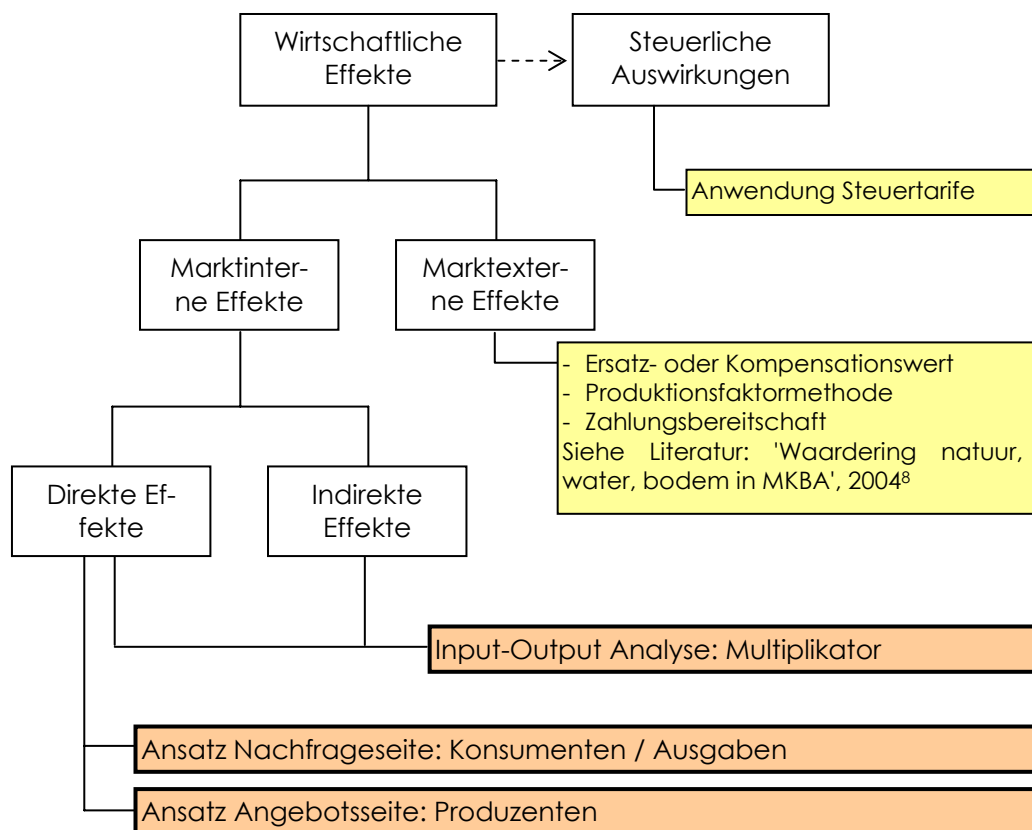 Wirtschaftliche
Effekte
Steuerliche
Auswirkungen
Anwendung Steuertarife
Marktinter-
ne Effekte
Marktexter-
ne Effekte
- Ersatz- oder Kompensationswert
- Produktionsfaktormethode
- Zahlungsbereitschaft
Siehe Literatur: 'Waardering natuur,
water, bodem in MKBA', 2004⁸
Direkte Ef-
fekte
Indirekte
Effekte
Input-Output Analyse: Multiplikator
Ansatz Nachfrageseite: Konsumenten / Ausgaben
Ansatz Angebotsseite: Produzenten